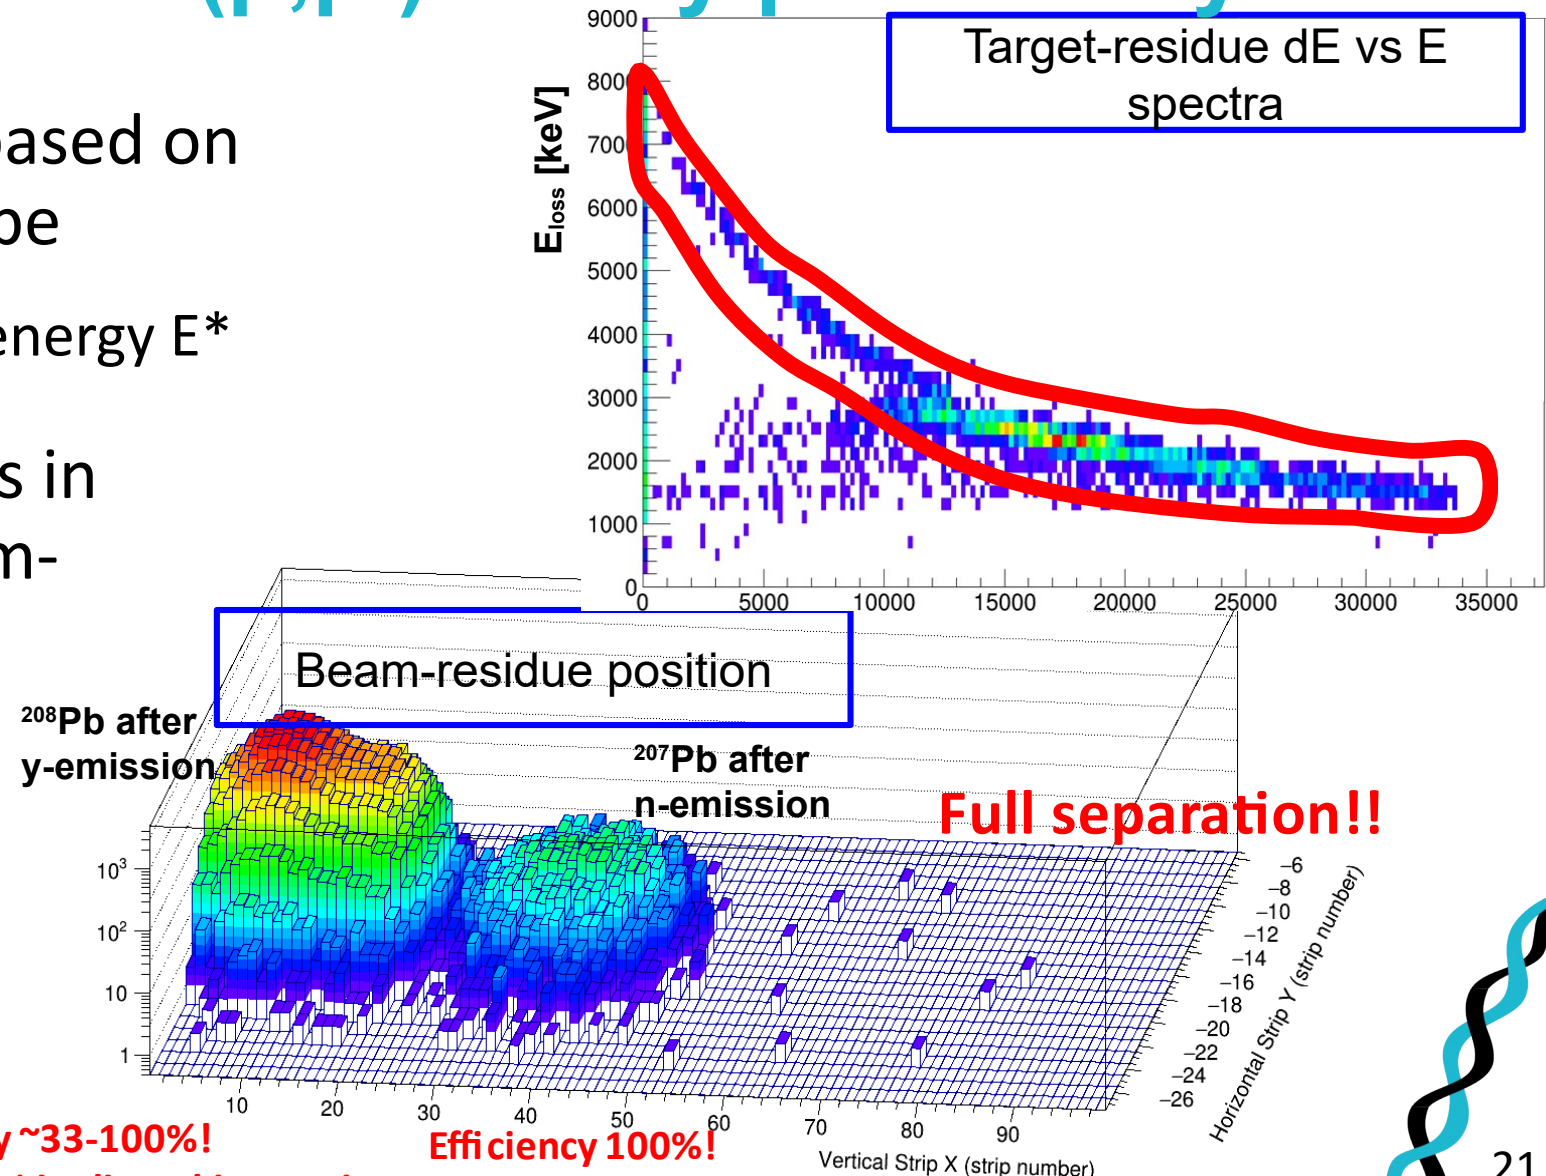 (p,p')
9000
Target-residue dE vs E
spectra
8000
7000
6000
5000
4000
3000
2000
1000
0
E_loss [keV]
0 5000 10000 15000 20000 25000 30000 35000
based on
be
energy E*
s in
m-
Beam-residue position
²⁰⁸Pb after
y-emission
²⁰⁷Pb after
n-emission
Full separation!!
10³
10²
10
1
−6
−8
−10
−12
−14
−16
−18
−20
−22
−24
−26
Horizontal Strip Y (strip number)
10 20 30 40 50 60 70 80 90
Vertical Strip X (strip number)
y ~33-100%!
Efficiency 100%!
21